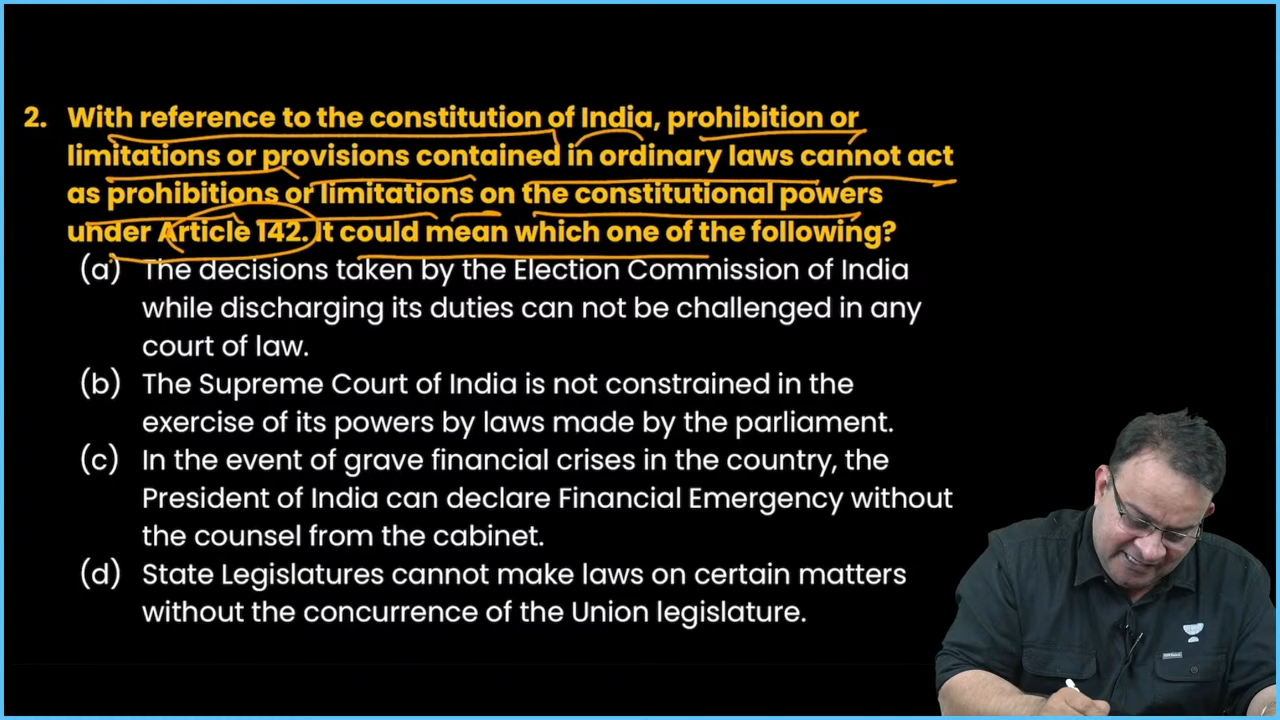 2. With reference to the constitution of India, prohibition or
limitations or provisions contained in ordinary laws cannot act
as prohibitions or limitations on the constitutional powers
under Article 142. It could mean which one of the following?
(a) The decisions taken by the Election Commission of India
while discharging its duties can not be challenged in any
court of law.
(b) The Supreme Court of India is not constrained in the
exercise of its powers by laws made by the parliament.
(c) In the event of grave financial crises in the country, the
President of India can declare Financial Emergency without
the counsel from the cabinet.
(d) State Legislatures cannot make laws on certain matters
without the concurrence of the Union legislature.